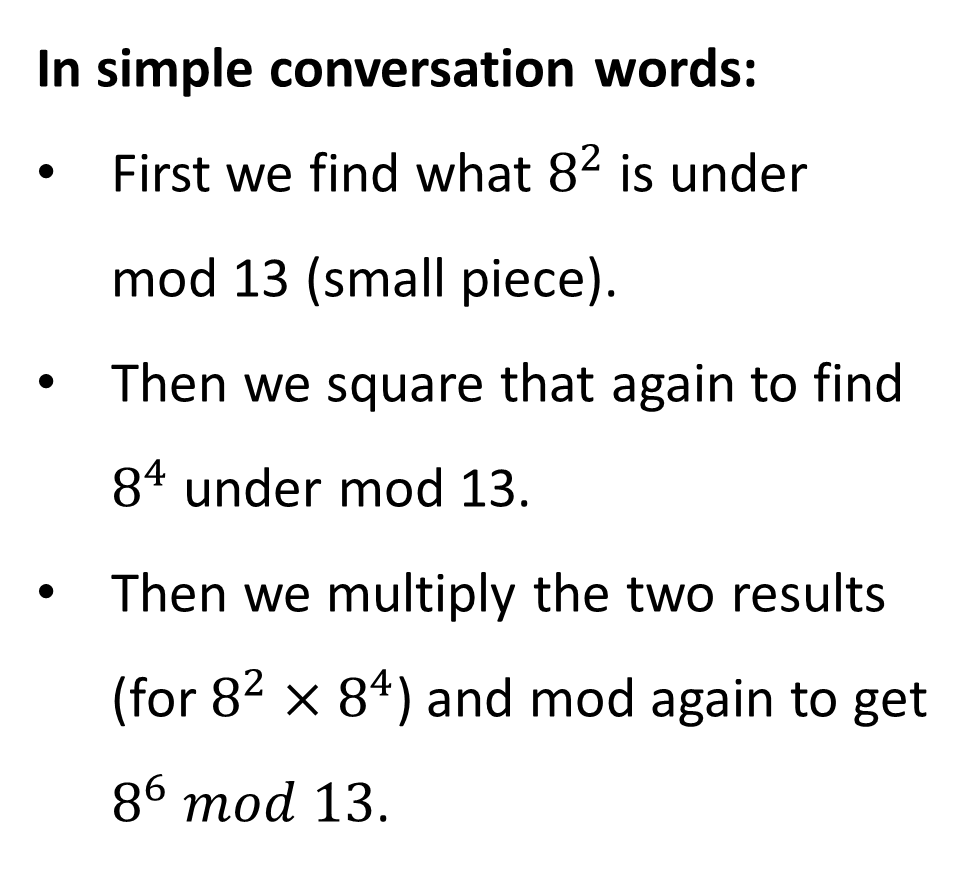 In simple conversation words:
• First we find what 8² is under
mod 13 (small piece).
• Then we square that again to find
8⁴ under mod 13.
• Then we multiply the two results
(for 8² × 8⁴) and mod again to get
8⁶ mod 13.